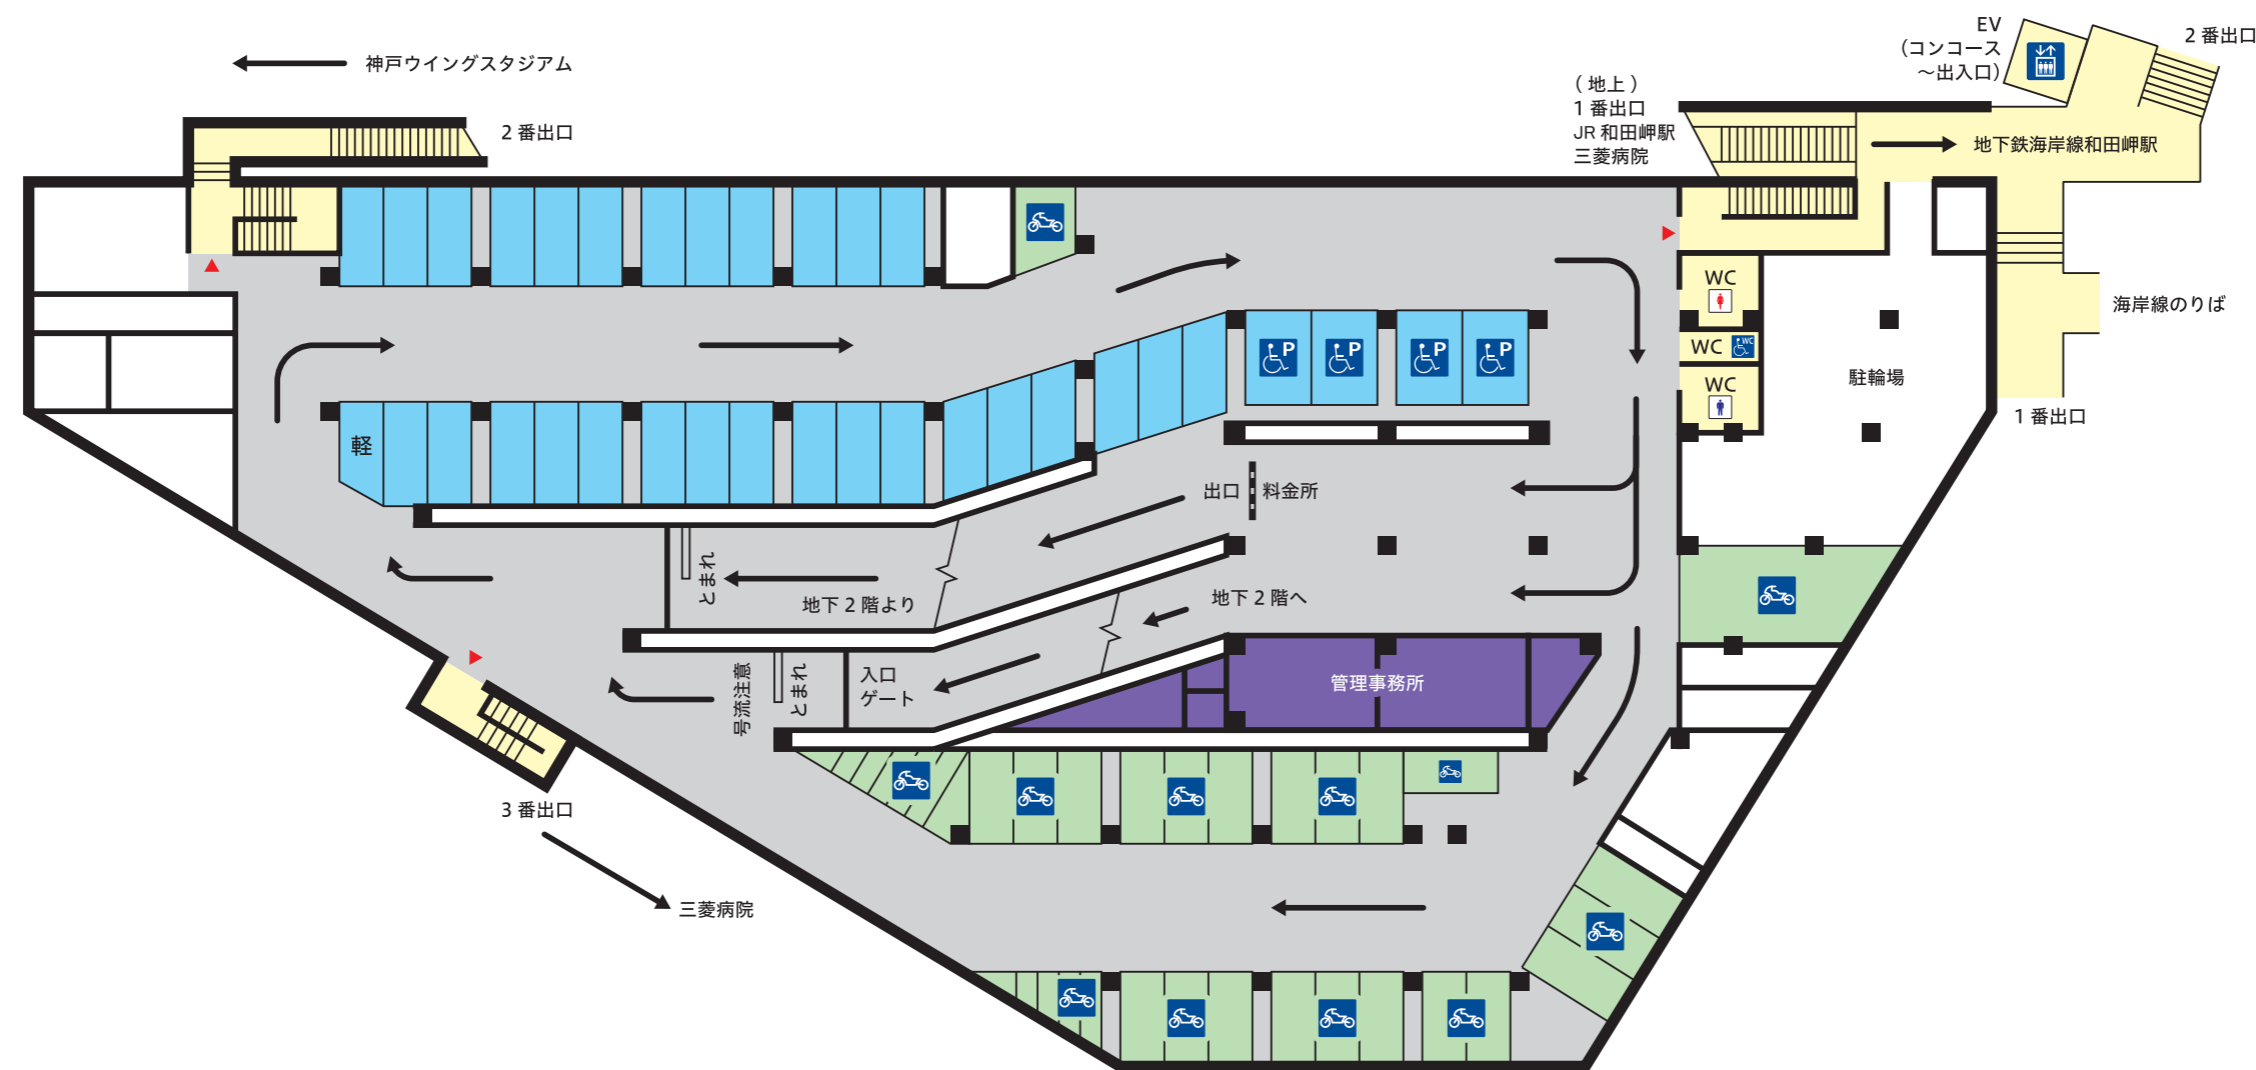 神戸ウイングスタジアム
2 番出口
EV
（コンコース
～出入口）
2 番出口
（ 地上 ）
1 番出口
JR 和田岬駅
三菱病院
地下鉄海岸線和田岬駅
WC
海岸線のりば
P
P
P
P
WC
WC
WC
駐輪場
1 番出口
軽
出口
料金所
とまれ
地下 2 階より
地下 2 階へ
号流注意
とまれ
入口
ゲート
管理事務所
3 番出口
三菱病院